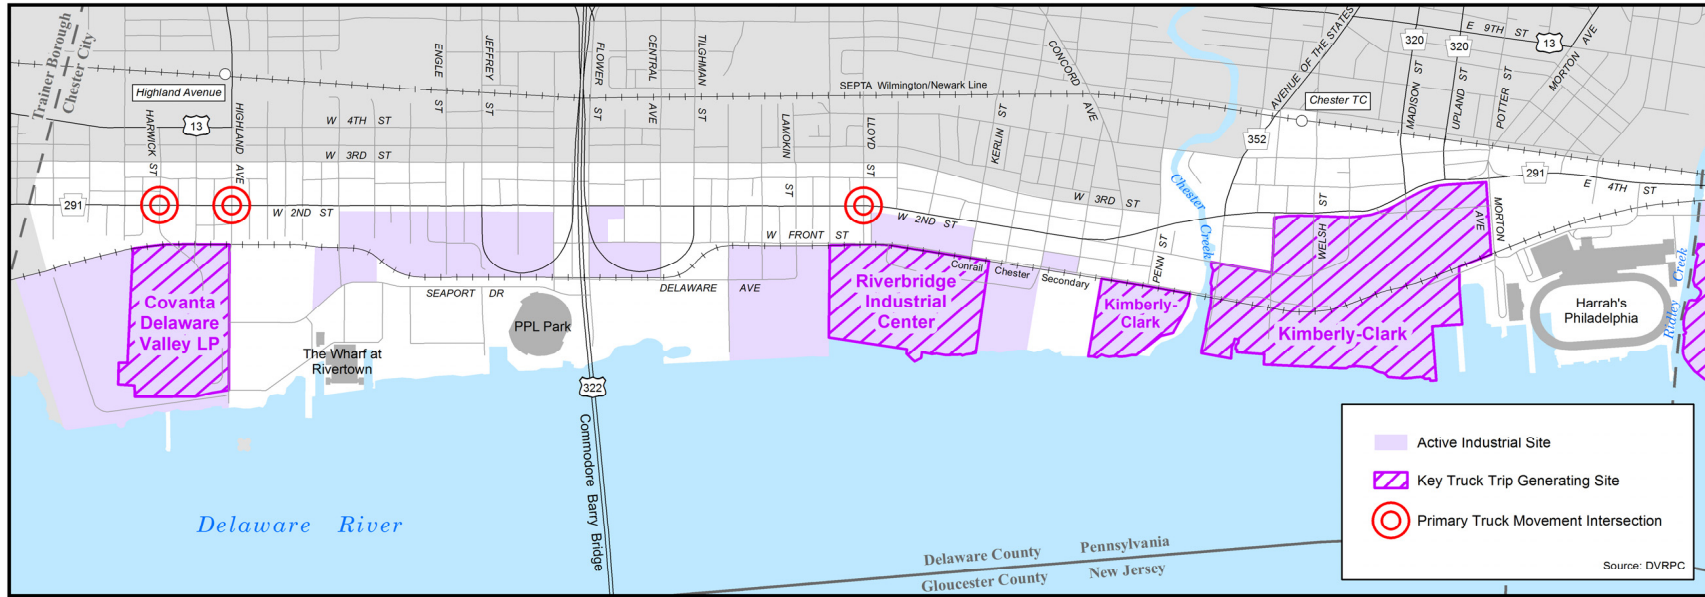 Trainer Borough
Chester City
Highland Avenue
HARWICK ST
13
HIGHLAND AVE
W 4TH ST
W 3RD ST
ENGLE ST
JEFFREY ST
FLOWER ST
CENTRAL AVE
TILGHMAN ST
LAMOKIN ST
LLOYD ST
SEPTA Wilmington/Newark Line
KERLIN ST
CONCORD AVE
W 3RD ST
PENN ST
Chester Creek
AVENUE OF THE STATES
352
Chester TC
320
320
MADISON ST
UPLAND ST
POTTER ST
E 9TH ST
13
MORTON AVE
291
W 2ND ST
W FRONT ST
W 2ND ST
WELSH ST
MORTON AVE
291
E 4TH ST
Conrail Chester Secondary
SEAPORT DR
DELAWARE AVE
Covanta
Delaware
Valley LP
The Wharf at
Rivertown
PPL Park
Riverbridge
Industrial
Center
Kimberly-
Clark
Kimberly-Clark
Harrah's
Philadelphia
Ridley Creek
322
Commodore Barry Bridge
Delaware River
Delaware County Pennsylvania
Gloucester County New Jersey
Active Industrial Site
Key Truck Trip Generating Site
Primary Truck Movement Intersection
Source: DVRPC